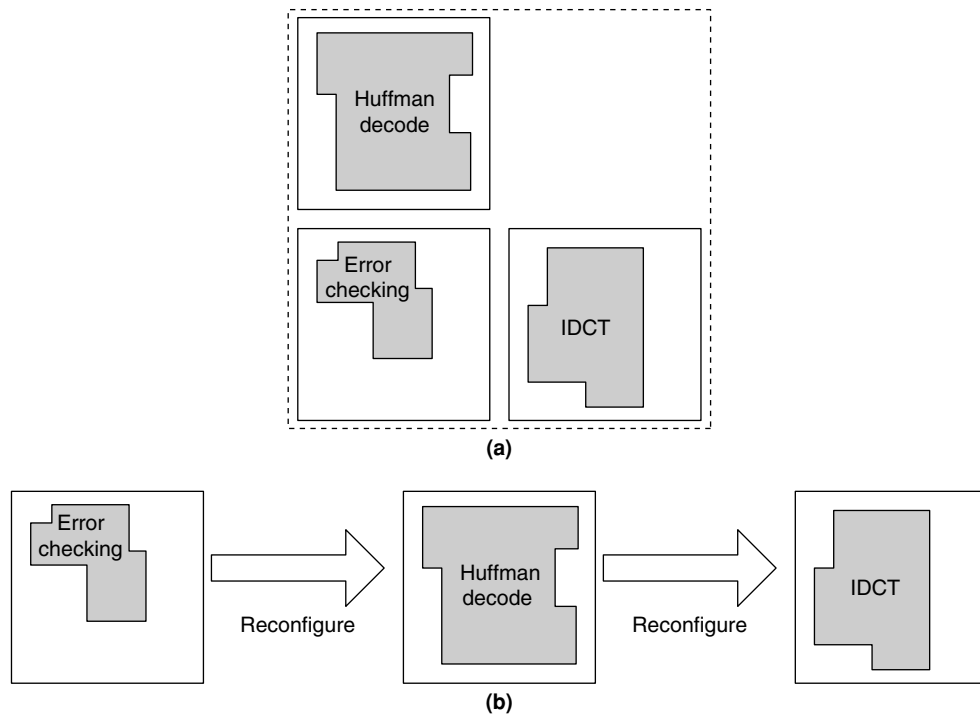 Huffman
decode
Error
checking
IDCT
(a)
Error
checking
Reconfigure
Huffman
decode
Reconfigure
IDCT
(b)